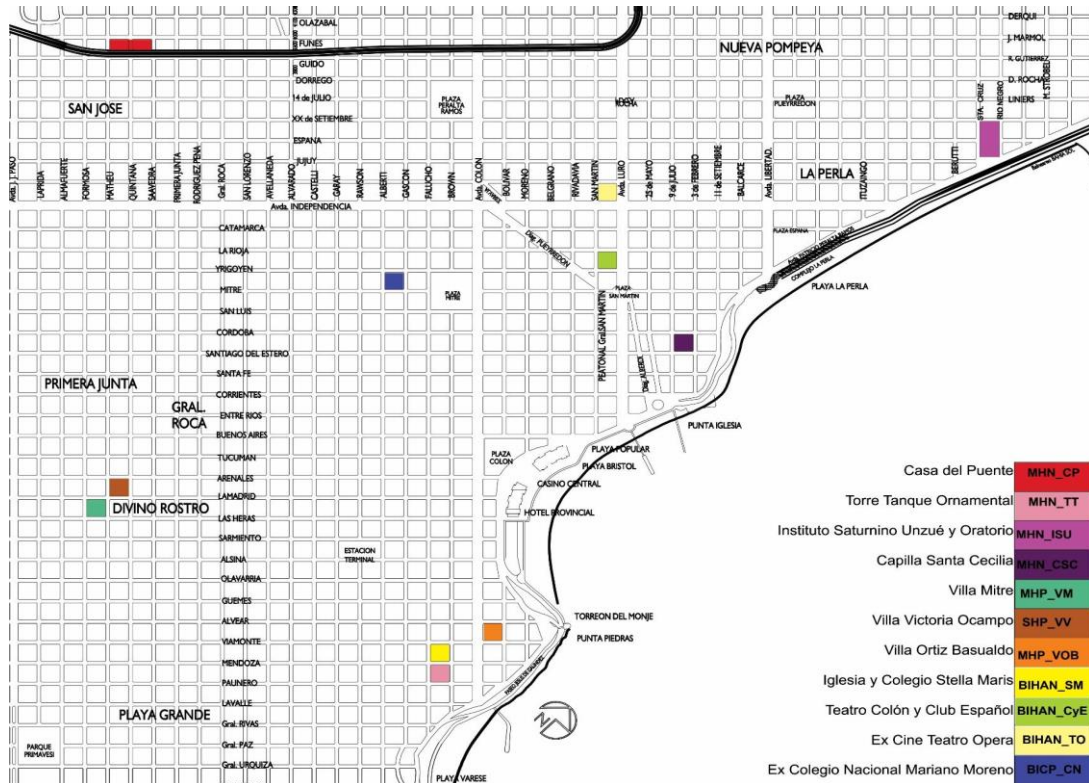 OLAZABAL
FUNES
GUIDO
DORREGO
14 de JULIO
XX de SETIEMBRE
ESPANA
JUJUY
SAN JOSE
NUEVA POMPEYA
DERQUI
J. MARMOL
R. GUTIERREZ
D. ROCHA
LINIERS
M. STROBEL
STA. CRUZ
RIO NEGRO
PLAZA
PERALTA
RAMOS
PLAZA
PUEYRREDON
LA PERLA
Avda. J. PASO
LAPRIDA
ALMAFUERTE
FORMOSA
MATHEU
QUINTANA
SAAVEDRA
PRIMERA JUNTA
RODRIGUEZ PENA
Gral. ROCA
SAN LORENZO
AVELLANEDA
ALVARADO
CASTELLI
GARAY
RAWSON
ALBERTI
GASCON
FALUCHO
BROWN
Avda. COLON
BOLIVAR
MORENO
BELGRANO
RIVADAVIA
SAN MARTIN
Avda. LURO
25 de MAYO
9 de JULIO
3 de FEBRERO
11 de SETIEMBRE
BALCARCE
Avda. LIBERTAD.
ITUZAINGO
BERUTTI
Avda. INDEPENDENCIA
CATAMARCA
LA RIOJA
YRIGOYEN
MITRE
SAN LUIS
CORDOBA
SANTIAGO DEL ESTERO
SANTA FE
CORRIENTES
ENTRE RIOS
BUENOS AIRES
TUCUMAN
ARENALES
LAMADRID
LAS HERAS
SARMIENTO
ALSINA
OLAVARRIA
GUEMES
ALVEAR
VIAMONTE
MENDOZA
PAUNERO
LAVALLE
Gral. RIVAS
Gral. PAZ
Gral. URQUIZA
Diag. PUEYRREDON
PLAZA ESPANA
COMPLEJO LA PERLA
PLAYA LA PERLA
PLAZA
MITRE
PLAZA
SAN MARTIN
PEATONAL Gral.SAN MARTIN
Diag. ALBERDI
PRIMERA JUNTA
GRAL.
ROCA
PUNTA IGLESIA
PLAZA
COLON
PLAYA POPULAR
PLAYA BRISTOL
CASINO CENTRAL
HOTEL PROVINCIAL
DIVINO ROSTRO
ESTACION
TERMINAL
TORREON DEL MONJE
PUNTA PIEDRAS
PLAYA GRANDE
PARQUE
PRIMAVESI
PLAYA VARESE
N
Casa del Puente MHN_CP
Torre Tanque Ornamental MHN_TT
Instituto Saturnino Unzué y Oratorio MHN_ISU
Capilla Santa Cecilia MHN_CSC
Villa Mitre MHP_VM
Villa Victoria Ocampo SHP_VV
Villa Ortiz Basualdo MHP_VOB
Iglesia y Colegio Stella Maris BIHAN_SM
Teatro Colón y Club Español BIHAN_CyE
Ex Cine Teatro Opera BIHAN_TO
Ex Colegio Nacional Mariano Moreno BICP_CN